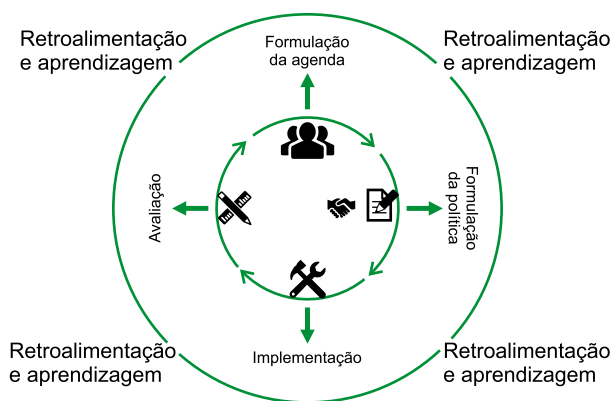 Retroalimentação
e aprendizagem
Formulação
da agenda
Retroalimentação
e aprendizagem
Avaliação
Formulação
da política
Retroalimentação
e aprendizagem
Implementação
Retroalimentação
e aprendizagem